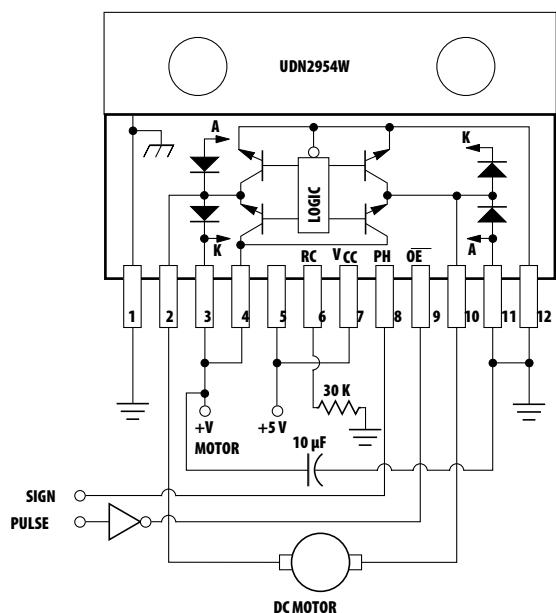 UDN2954W
A
K
LOGIC
K
A
RC
V CC
PH
OE
1
2
3
4
5
6
7
8
9
10
11
12
30 K
+V
MOTOR
+5 V
10 µF
SIGN
PULSE
DC MOTOR